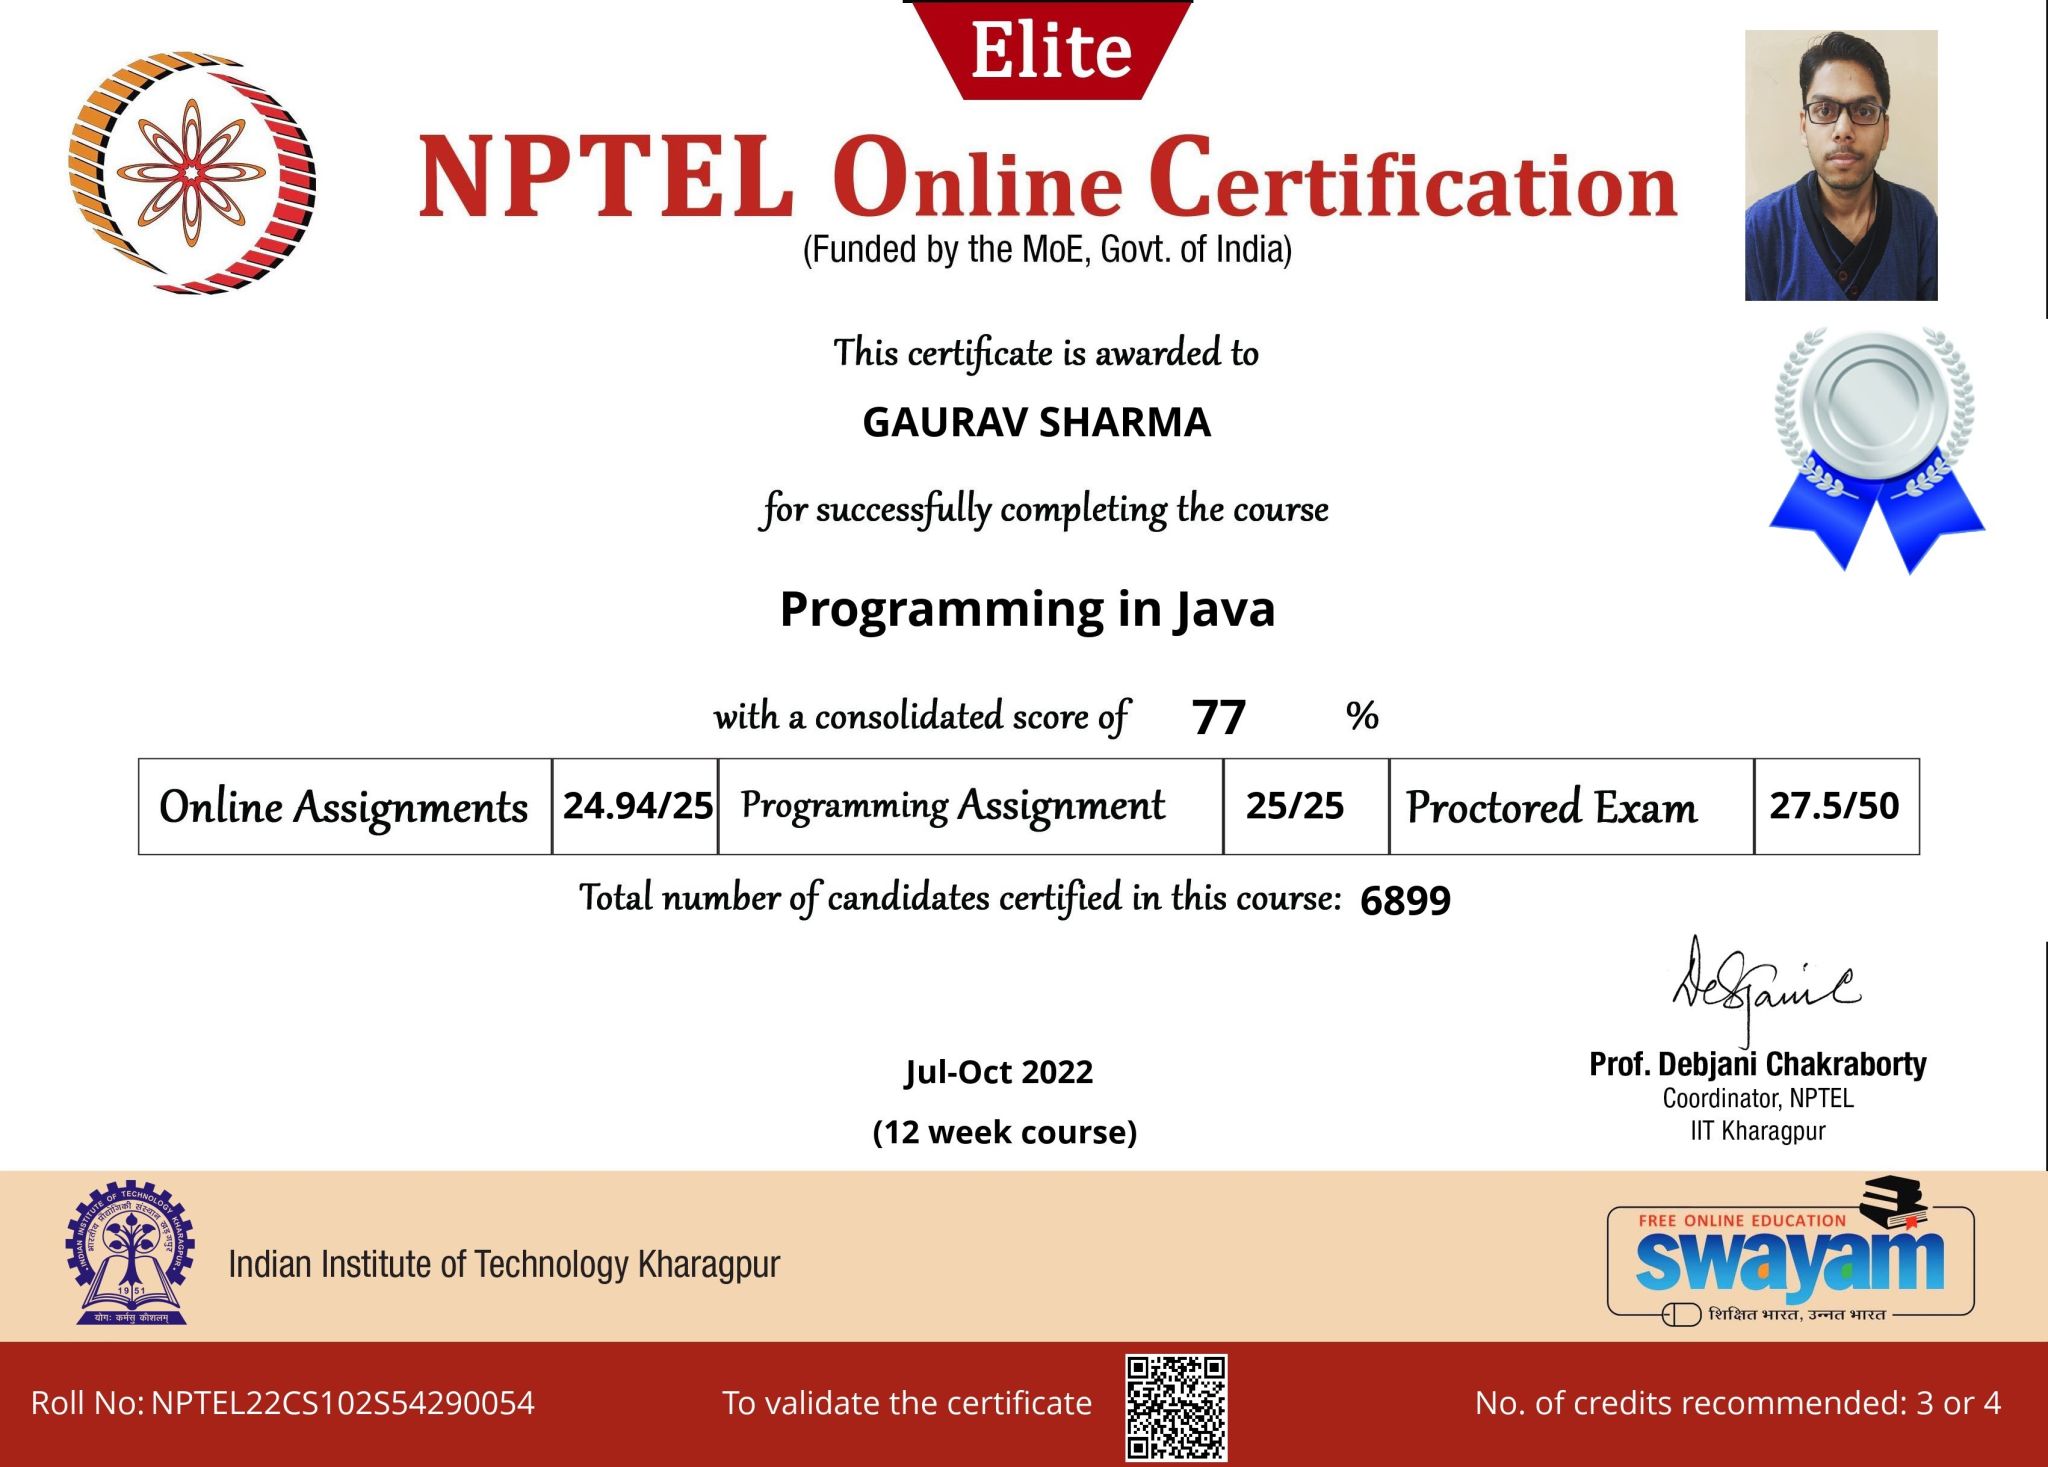 Elite
NPTEL Online Certification
(Funded by the MoE, Govt. of India)
This certificate is awarded to
GAURAV SHARMA
for successfully completing the course
Programming in Java
with a consolidated score of 77 %
Online Assignments 24.94/25 Programming Assignment 25/25 Proctored Exam 27.5/50
Total number of candidates certified in this course: 6899
Jul-Oct 2022
(12 week course)
Prof. Debjani Chakraborty
Coordinator, NPTEL
IIT Kharagpur
INDIAN INSTITUTE OF TECHNOLOGY KHARAGPUR
भारतीय प्रौद्योगिकी संस्थान खड़गपुर
1951
योगः कर्मसु कौशलम्
Indian Institute of Technology Kharagpur
FREE ONLINE EDUCATION
swayam
शिक्षित भारत, उन्नत भारत
Roll No: NPTEL22CS102S54290054
To validate the certificate
No. of credits recommended: 3 or 4